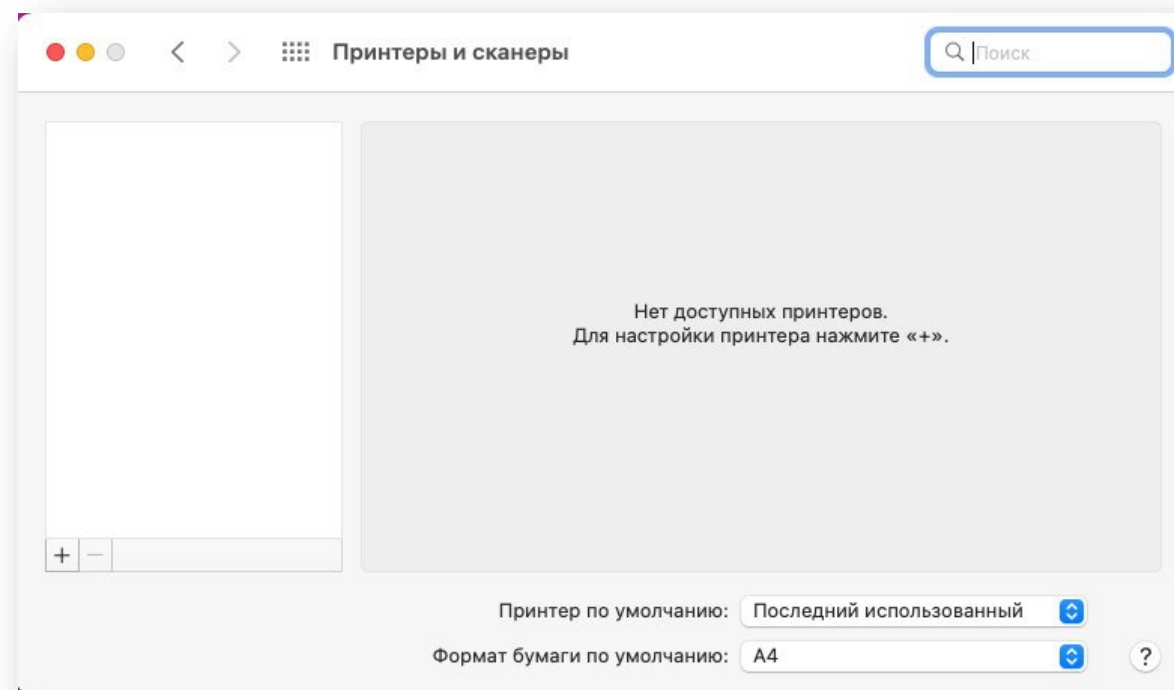 Принтеры и сканеры
Поиск
Нет доступных принтеров.
Для настройки принтера нажмите «+».
+ −
Принтер по умолчанию: Последний использованный
Формат бумаги по умолчанию: A4
?